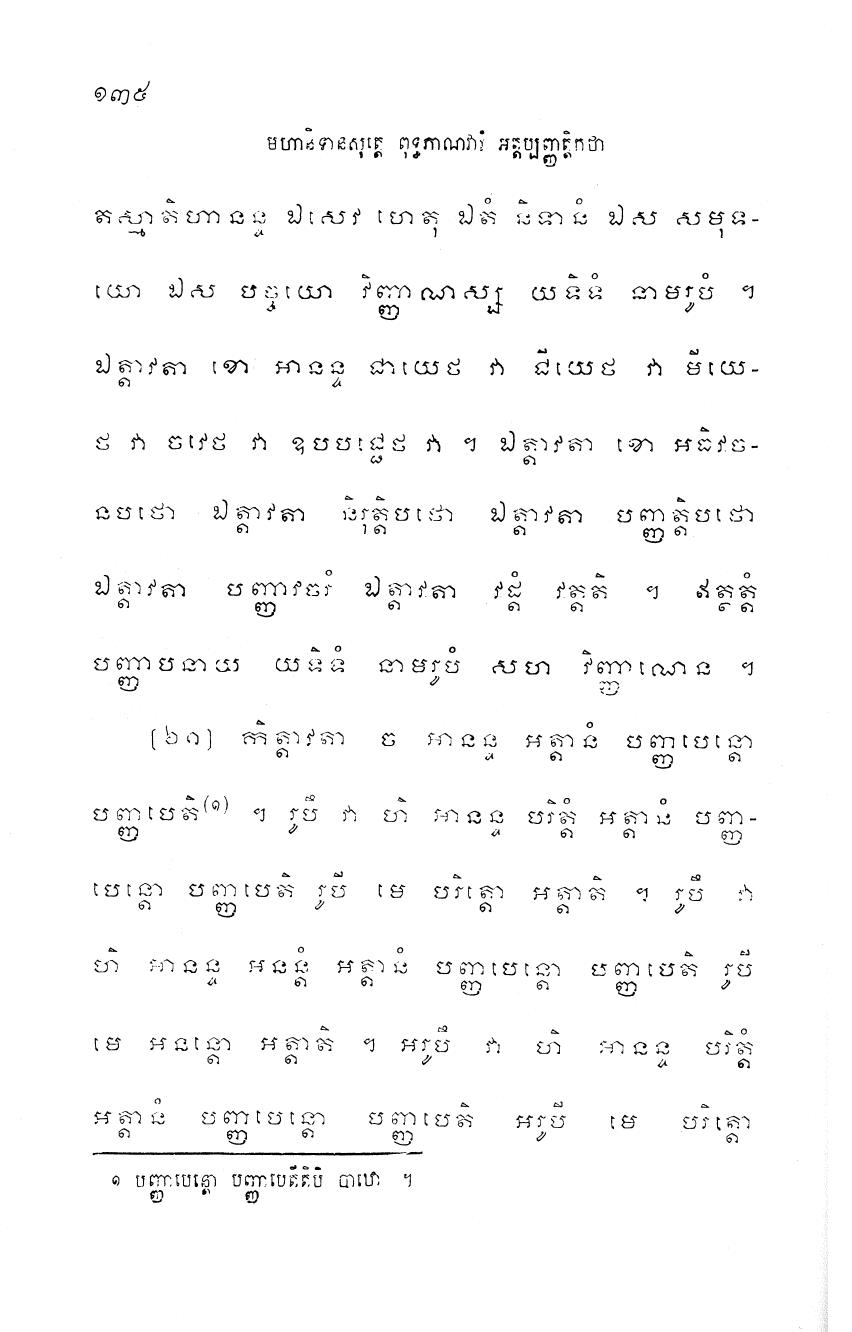 ១៣៥
មហានិទានសុត្តេ ពុទ្ធភាណវារំ អត្តប្បញ្ញត្តិកថា
តស្មាតិហានន្ទ ឯសេវ ហេតុ ឯតំ និទានំ ឯស សមុទ-
យោ ឯស បច្ចយោ វិញ្ញាណស្ស យទិទំ នាមរូបំ ។
ឯត្តាវតា ខោ អានន្ទ ជាយេថ វា ជីយេថ វា មីយេ-
ថ វា ចវេថ វា ឧបបជ្ជេថ វា ។ ឯត្តាវតា ខោ អធិវច-
នបថោ ឯត្តាវតា និរុត្តិបថោ ឯត្តាវតា បញ្ញត្តិបថោ
ឯត្តាវតា បញ្ញាវចរំ ឯត្តាវតា វដ្តំ វត្តតិ ។ ឥត្ថត្តំ
បញ្ញាបនាយ យទិទំ នាមរូបំ សហ វិញ្ញាណេន ។
[៦០] កិត្តាវតា ច អានន្ទ អត្តានំ បញ្ញបេន្តោ
បញ្ញបេតិ(១) ។ រូបឹ វា ហិ អានន្ទ បរិត្តំ អត្តានំ បញ្ញ-
បេន្តោ បញ្ញបេតិ រូបី មេ បរិត្តោ អត្តាតិ ។ រូបឹ វា
ហិ អានន្ទ អនន្តំ អត្តានំ បញ្ញបេន្តោ បញ្ញបេតិ រូបី
មេ អនន្តោ អត្តាតិ ។ អរូបឹ វា ហិ អានន្ទ បរិត្តំ
អត្តានំ បញ្ញបេន្តោ បញ្ញបេតិ អរូបី មេ បរិត្តោ
១ បញ្ញាបេន្តោ បញ្ញាបេតីតិបិ បាឋោ ។